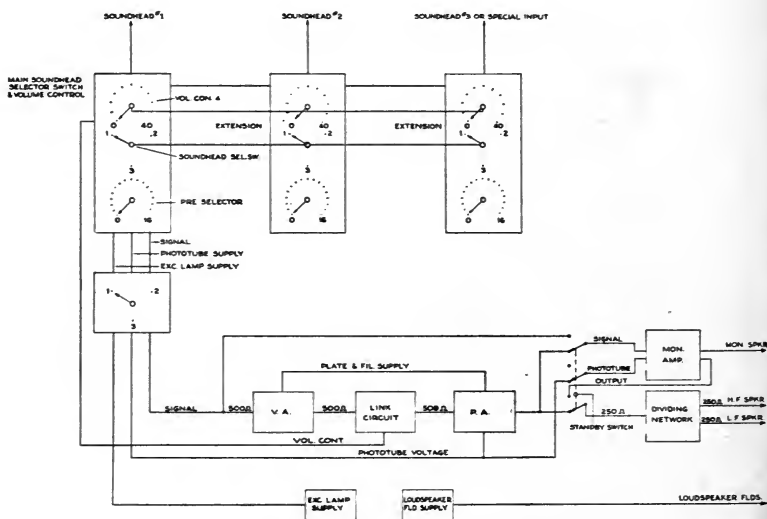 SOUNDHEAD #1
SOUNDHEAD #2
SOUNDHEAD #3 OR SPECIAL INPUT
MAIN SOUNDHEAD
SELECTOR SWITCH
& VOLUME CONTROL
VOL. CON. 4
0 40
EXTENSION
0 40
EXTENSION
0 40
1 2
1 2
1 2
SOUNDHEAD SEL. SW.
3
3
3
PRE SELECTOR
0 16
0 16
0 16
SIGNAL
PHOTOTUBE SUPPLY
EXC. LAMP SUPPLY
1 2
3
SIGNAL
MON. AMP.
MON SPKR
PHOTOTUBE
OUTPUT
PLATE & FIL. SUPPLY
SIGNAL
500Ω
V. A.
500Ω
LINK CIRCUIT
500Ω
P. A.
250Ω
STANDBY SWITCH
DIVIDING NETWORK
250Ω H.F SPKR
250Ω L.F SPKR
VOL. CONT
PHOTOTUBE VOLTAGE
EXC. LAMP SUPPLY
LOUDSPEAKER FLD SUPPLY
LOUDSPEAKER FLDS.